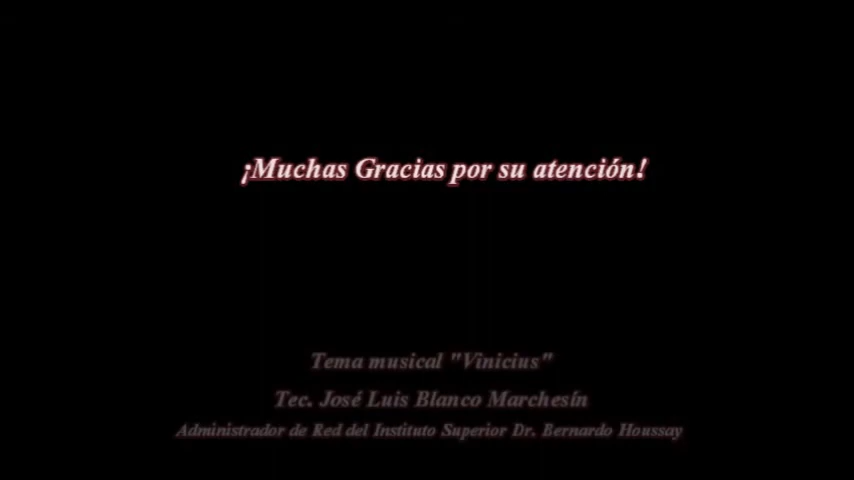 ¡Muchas Gracias por su atención!
Tema musical "Vinicius"
Tec. José Luis Blanco Marchesín
Administrador de Red del Instituto Superior Dr. Bernardo Houssay